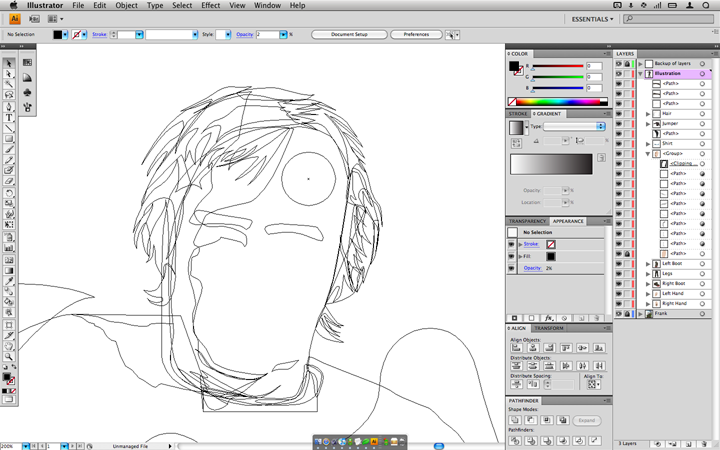 Illustrator File Edit Object Type Select Effect View Window Help
Ai Br ESSENTIALS
No Selection Stroke: Style: Opacity: 2 % Document Setup Preferences
COLOR
R 0
G 0
B 0
STROKE GRADIENT
Type:
Opacity: %
Location: %
TRANSPARENCY APPEARANCE
No Selection
Stroke:
Fill:
Opacity: 2%
ALIGN TRANSFORM
Align Objects:
Distribute Objects:
Distribute Spacing: Align To:
PATHFINDER
Shape Modes:
Expand
Pathfinders:
LAYERS
Backup of layers
Illustration
<Path>
<Path>
<Path>
Hair
Jumper
<Path>
Shirt
<Group>
<Clipping ...
<Path>
<Path>
<Path>
<Path>
<Path>
<Path>
<Path>
<Path>
Left Boot
Legs
Right Boot
Left Hand
Right Hand
Frank
3 Layers
200% 1 Unmanaged File